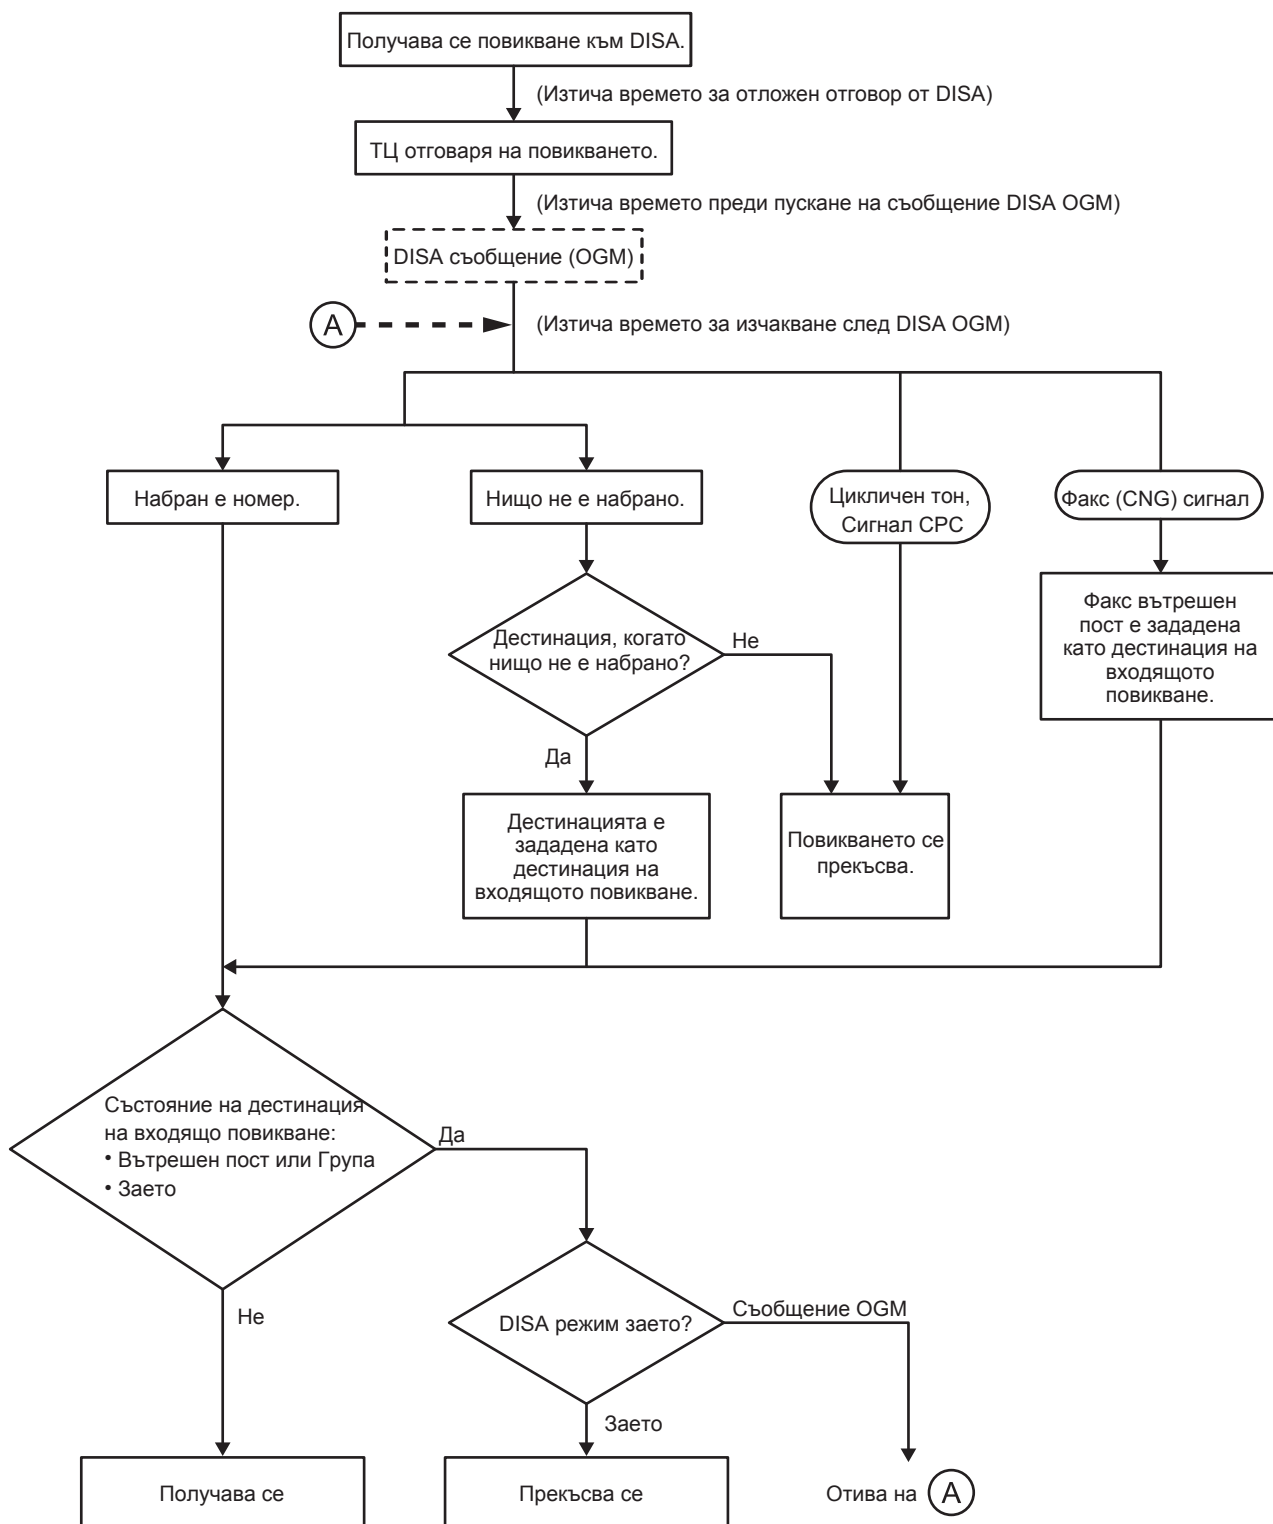 Получава се повикване към DISA.
(Изтича времето за отложен отговор от DISA)
ТЦ отговаря на повикването.
(Изтича времето преди пускане на съобщение DISA OGM)
DISA съобщение (OGM)
A
(Изтича времето за изчакване след DISA OGM)
Набран е номер.
Нищо не е набрано.
Цикличен тон,
Сигнал CPC
Факс (CNG) сигнал
Дестинация, когато
нищо не е набрано?
Не
Да
Факс вътрешен
пост е зададена
като дестинация на
входящото
повикване.
Дестинацията е
зададена като
дестинация на
входящото повикване.
Повикването се
прекъсва.
Състояние на дестинация
на входящо повикване:
• Вътрешен пост или Група
• Заето
Да
Не
DISA режим заето?
Съобщение OGM
Заето
Получава се
Прекъсва се
Отива на A